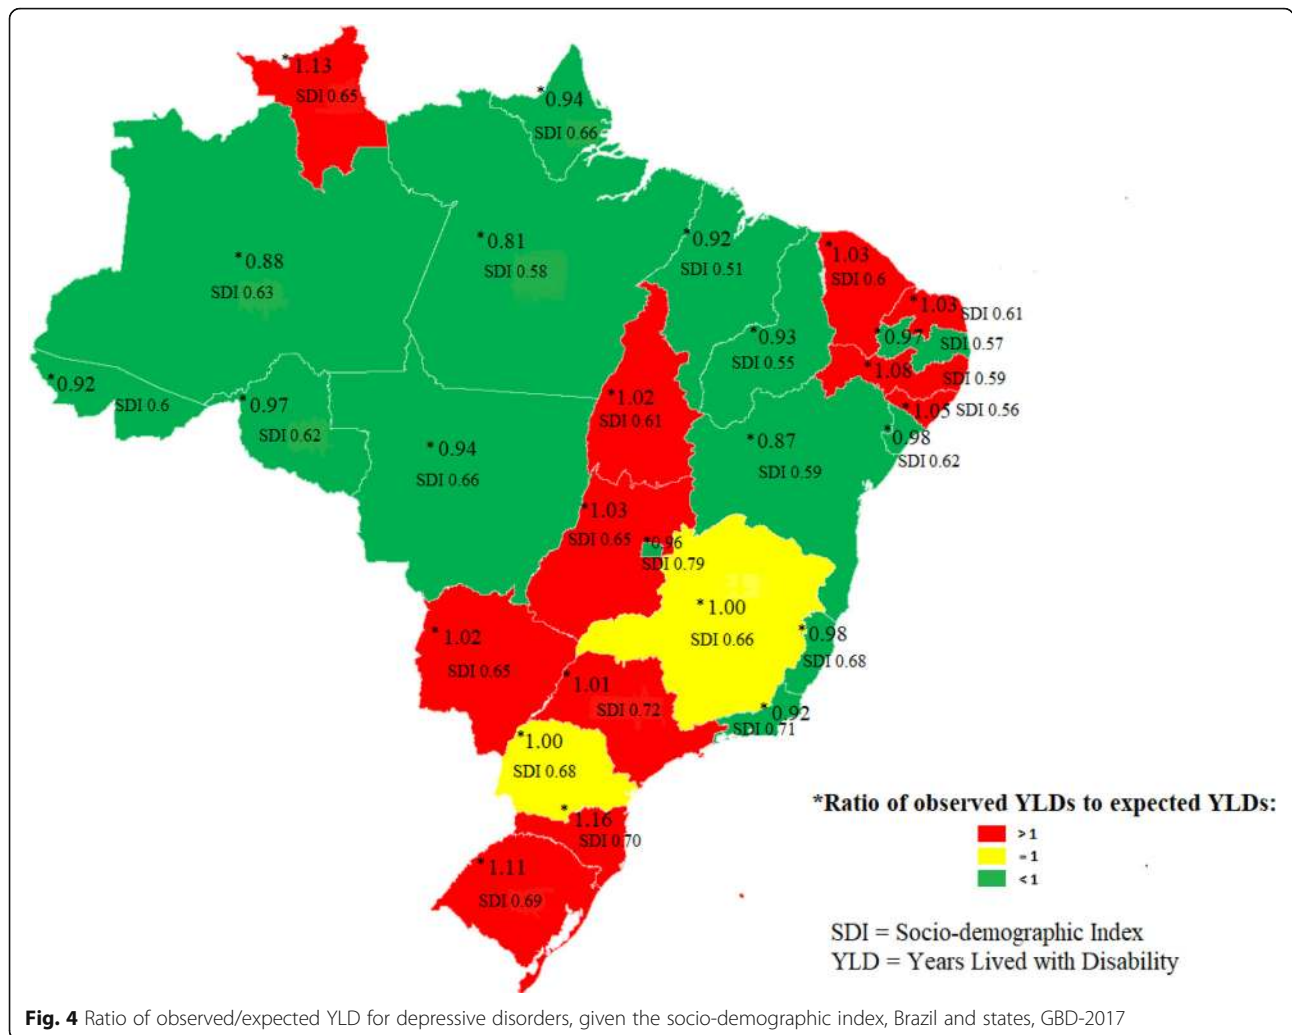 *1.13
SDI 0.65
*0.94
SDI 0.66
*0.88
SDI 0.63
*0.81
SDI 0.58
*0.92
SDI 0.51
*1.03
SDI 0.6
*1.03
SDI 0.61
*0.97
SDI 0.57
*0.93
SDI 0.55
*1.08
SDI 0.59
*1.05
SDI 0.56
*0.98
SDI 0.62
*0.92
SDI 0.6
*0.97
SDI 0.62
*0.94
SDI 0.66
*1.02
SDI 0.61
*0.87
SDI 0.59
*1.03
SDI 0.65
*0.96
SDI 0.79
*1.00
SDI 0.66
*0.98
SDI 0.68
*1.02
SDI 0.65
*1.01
SDI 0.72
*0.92
SDI 0.71
*1.00
SDI 0.68
*1.16
SDI 0.70
*1.11
SDI 0.69
*Ratio of observed YLDs to expected YLDs:
> 1
= 1
< 1
SDI = Socio-demographic Index
YLD = Years Lived with Disability
Fig. 4 Ratio of observed/expected YLD for depressive disorders, given the socio-demographic index, Brazil and states, GBD-2017